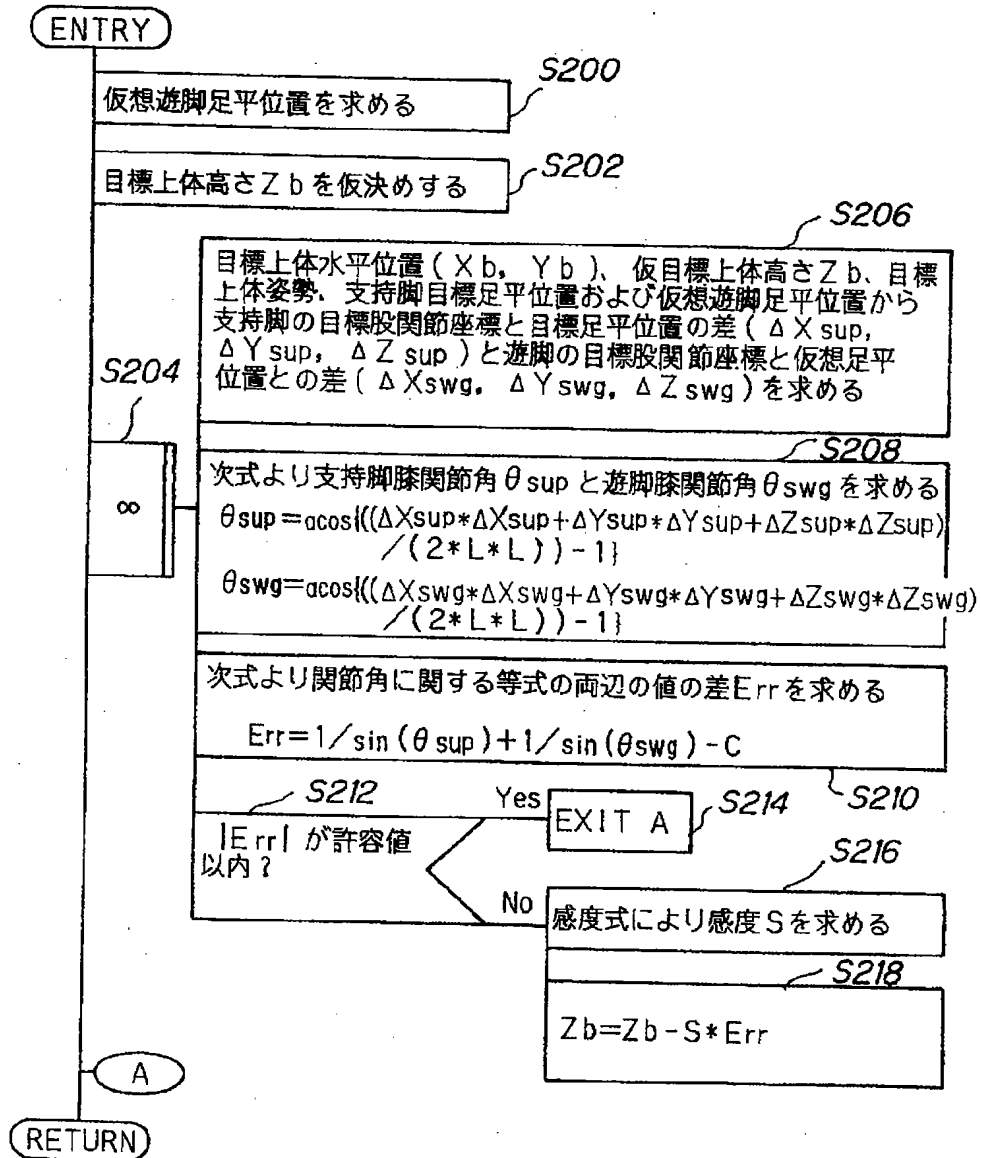 ENTRY
S200
仮想遊脚足平位置を求める
S202
目標上体高さZbを仮決めする
S206
目標上体水平位置(Xb, Yb)、仮目標上体高さZb、目標
上体姿勢、支持脚目標足平位置および仮想遊脚足平位置から
支持脚の目標股関節座標と目標足平位置の差(ΔXsup,
ΔYsup, ΔZsup)と遊脚の目標股関節座標と仮想足平
位置との差(ΔXswg, ΔYswg, ΔZswg)を求める
S204
∞
S208
次式より支持脚膝関節角θsupと遊脚膝関節角θswgを求める
θsup=acos{((ΔXsup*ΔXsup+ΔYsup*ΔYsup+ΔZsup*ΔZsup)
/(2*L*L))-1}
θswg=acos{((ΔXswg*ΔXswg+ΔYswg*ΔYswg+ΔZswg*ΔZswg)
/(2*L*L))-1}
次式より関節角に関する等式の両辺の値の差Errを求める
Err=1/sin(θsup)+1/sin(θswg)-C
S210
S212
|Err|が許容値
以内?
Yes
EXIT A
S214
No
S216
感度式により感度Sを求める
S218
Zb=Zb-S*Err
A
RETURN